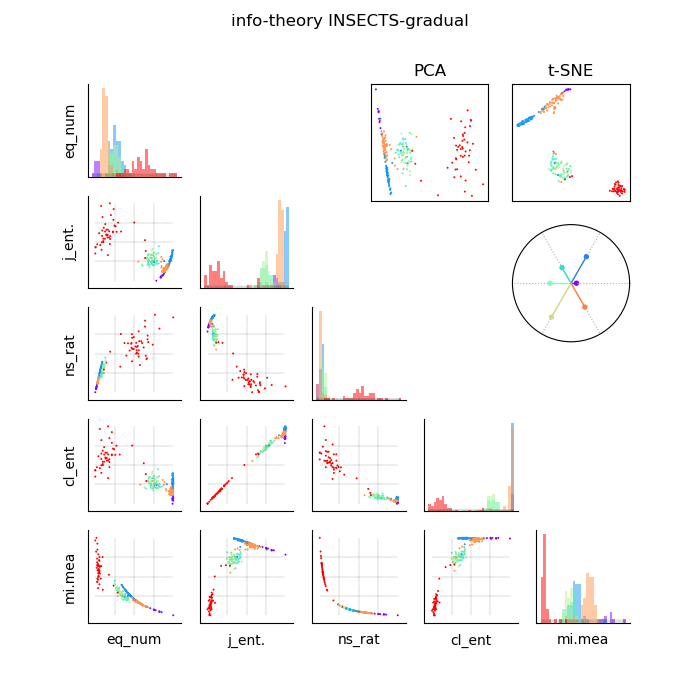 info-theory INSECTS-gradual
PCA
t-SNE
eq_num
j_ent.
ns_rat
cl_ent
mi.mea
eq_num
j_ent.
ns_rat
cl_ent
mi.mea